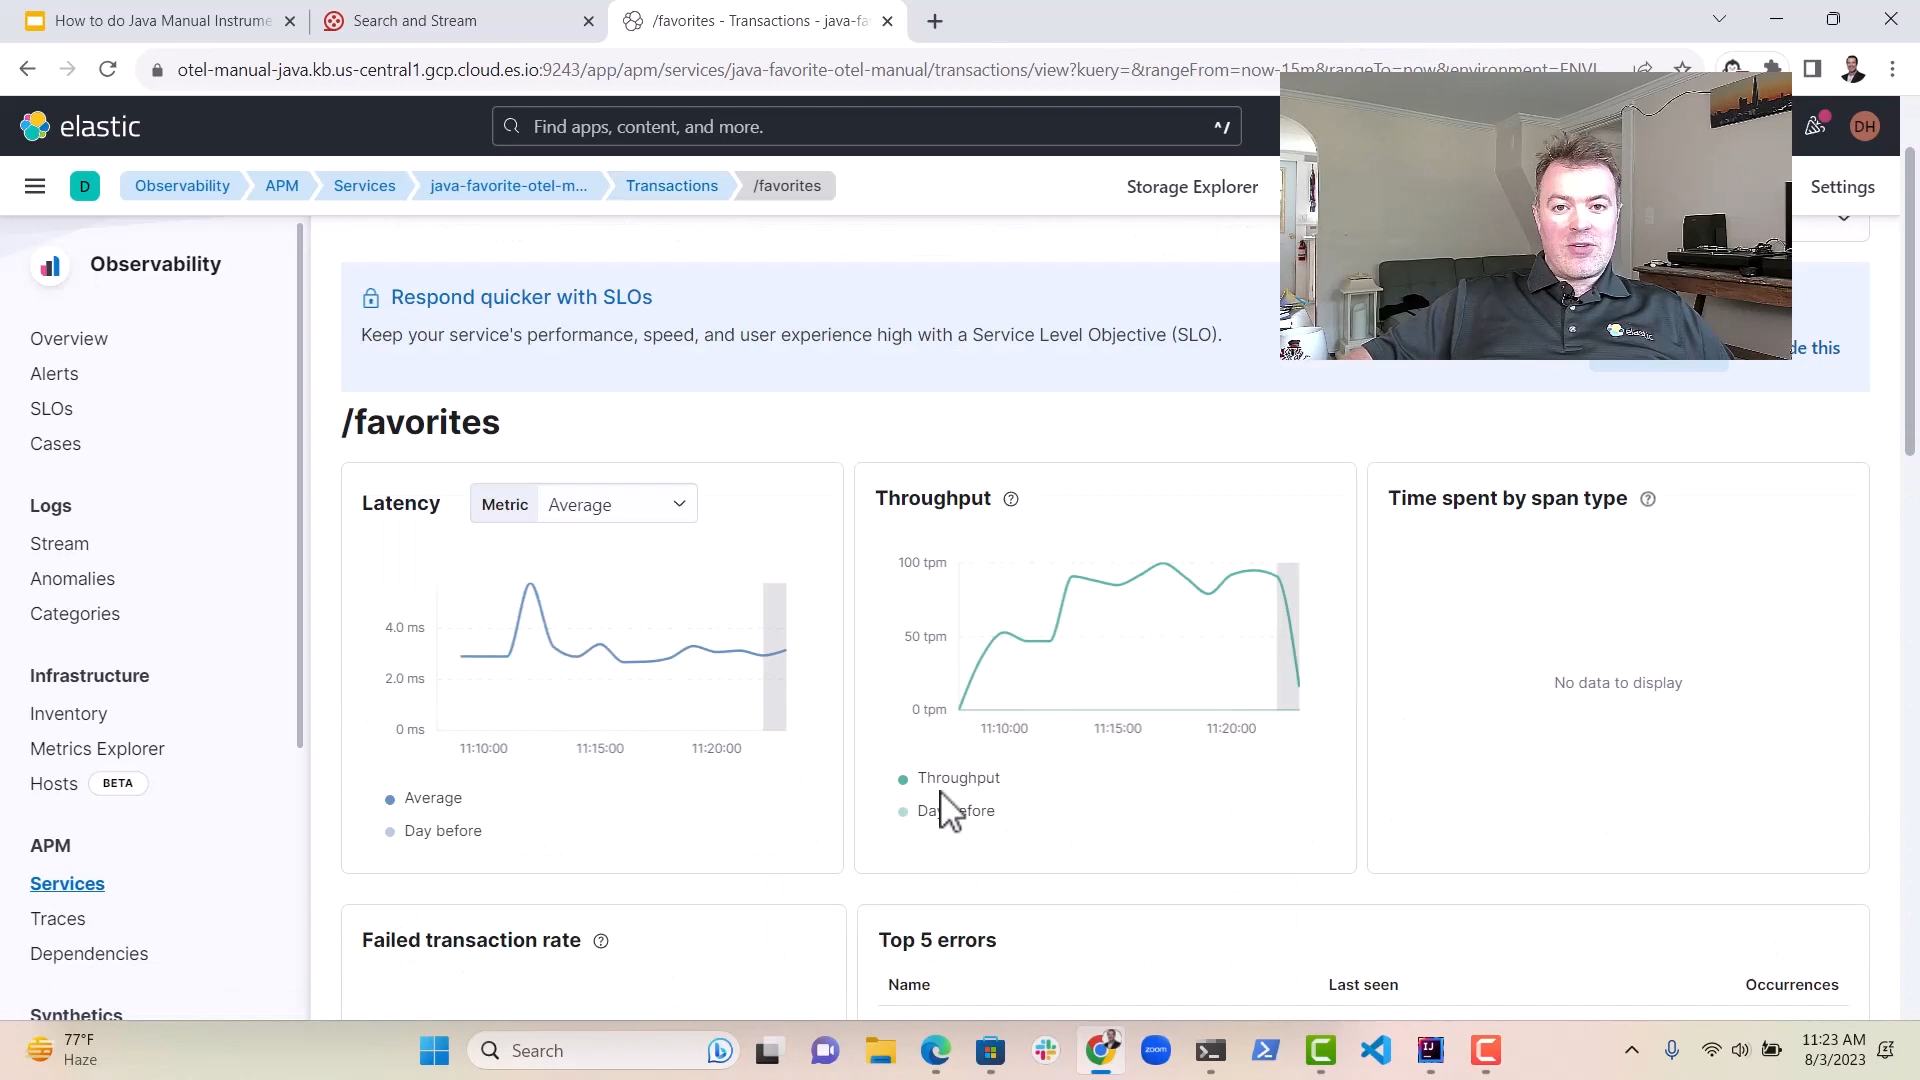 How to do Java Manual Instrume
Search and Stream
/favorites - Transactions - java-fa
otel-manual-java.kb.us-central1.gcp.cloud.es.io:9243/app/apm/services/java-favorite-otel-manual/transactions/view?kuery=&rangeFrom=now-15m&rangeTo=now&environment=ENVI
elastic
Find apps, content, and more.
^/
DH
D
Observability
APM
Services
java-favorite-otel-m...
Transactions
/favorites
Storage Explorer
Settings
Observability
Overview
Alerts
SLOs
Cases
Logs
Stream
Anomalies
Categories
Infrastructure
Inventory
Metrics Explorer
Hosts BETA
APM
Services
Traces
Dependencies
Synthetics
Respond quicker with SLOs
Keep your service's performance, speed, and user experience high with a Service Level Objective (SLO).
de this
elastic
/favorites
Latency
Metric Average
4.0 ms
2.0 ms
0 ms
11:10:00 11:15:00 11:20:00
Average
Day before
Throughput
100 tpm
50 tpm
0 tpm
11:10:00 11:15:00 11:20:00
Throughput
Day before
Time spent by span type
No data to display
Failed transaction rate
Top 5 errors
Name Last seen Occurrences
77°F
Haze
Search
zoom
IJ
11:23 AM
8/3/2023